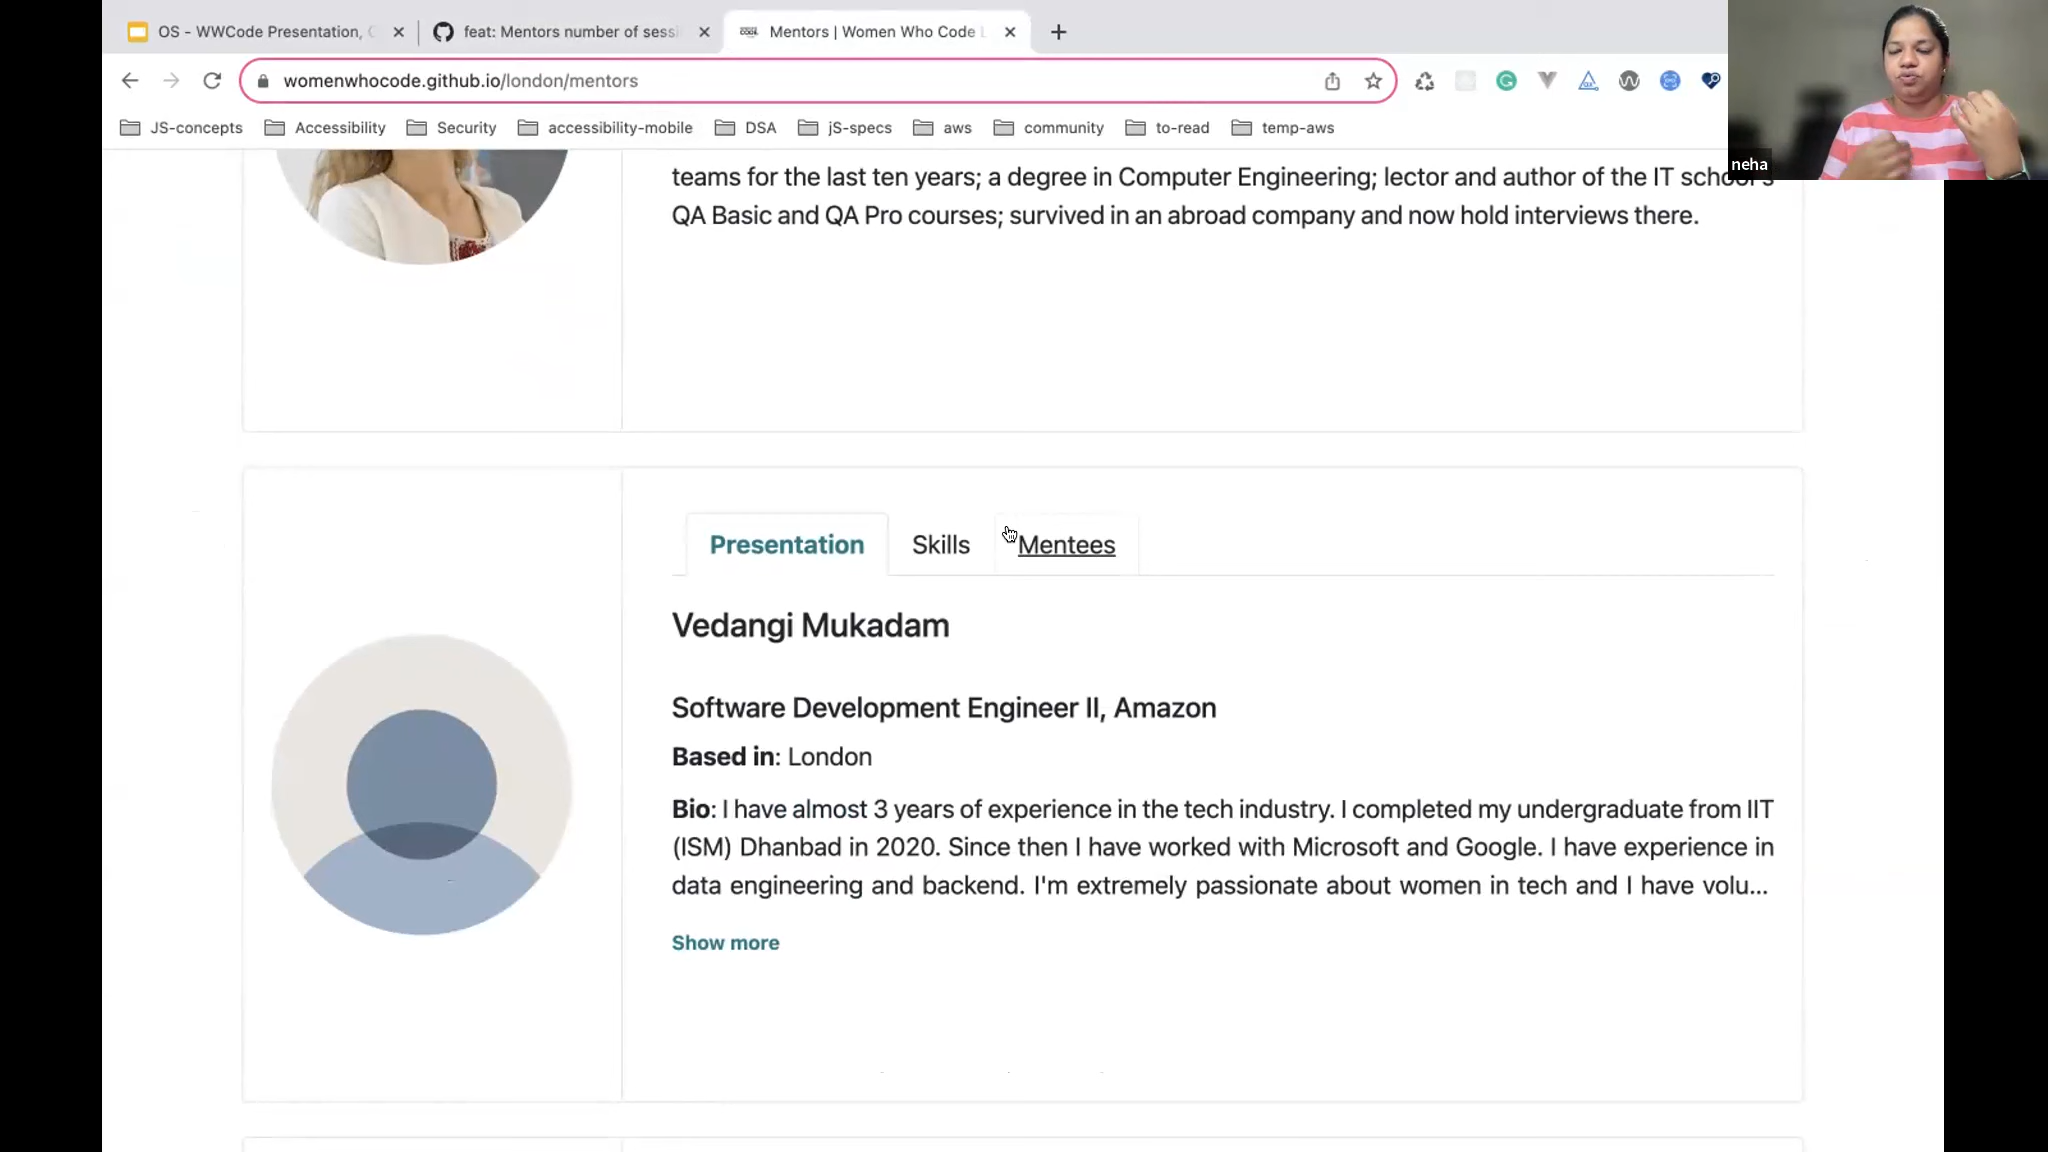 OS - WWCode Presentation,
feat: Mentors number of sessi
Mentors | Women Who Code
womenwhocode.github.io/london/mentors
JS-concepts
Accessibility
Security
accessibility-mobile
DSA
jS-specs
aws
community
to-read
temp-aws
neha
teams for the last ten years; a degree in Computer Engineering; lector and author of the IT school's
QA Basic and QA Pro courses; survived in an abroad company and now hold interviews there.
Presentation
Skills
Mentees
Vedangi Mukadam
Software Development Engineer II, Amazon
Based in: London
Bio: I have almost 3 years of experience in the tech industry. I completed my undergraduate from IIT
(ISM) Dhanbad in 2020. Since then I have worked with Microsoft and Google. I have experience in
data engineering and backend. I'm extremely passionate about women in tech and I have volu...
Show more